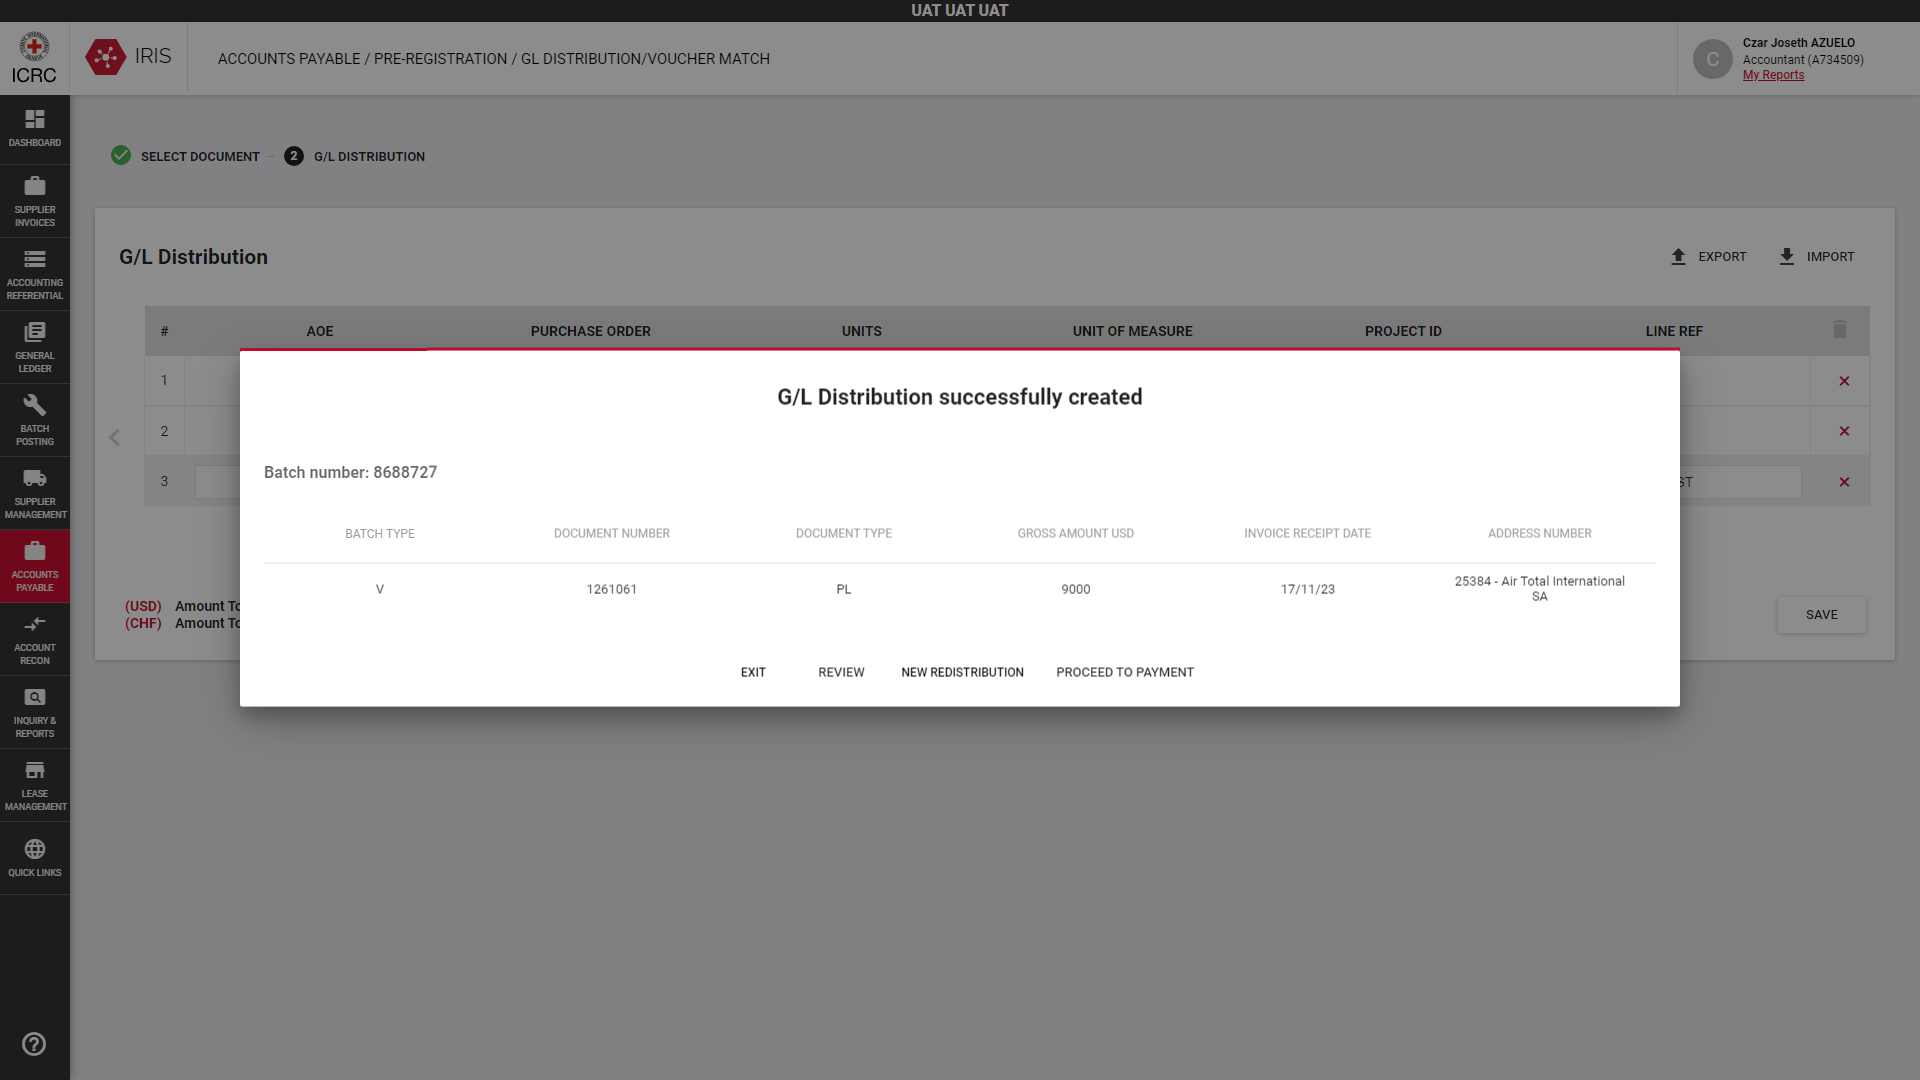 UAT UAT UAT
ICRC
IRIS
ACCOUNTS PAYABLE / PRE-REGISTRATION / GL DISTRIBUTION/VOUCHER MATCH
C
Czar Joseth AZUELO
Accountant (A734509)
My Reports
DASHBOARD
SUPPLIER
INVOICES
ACCOUNTING
REFERENTIAL
GENERAL
LEDGER
BATCH
POSTING
SUPPLIER
MANAGEMENT
ACCOUNTS
PAYABLE
ACCOUNT
RECON
INQUIRY &
REPORTS
LEASE
MANAGEMENT
QUICK LINKS
SELECT DOCUMENT
2 G/L DISTRIBUTION
G/L Distribution
EXPORT
IMPORT
# AOE PURCHASE ORDER UNITS UNIT OF MEASURE PROJECT ID LINE REF
1
2
3
ST
(USD) Amount To
(CHF) Amount To
SAVE
G/L Distribution successfully created
Batch number: 8688727
BATCH TYPE DOCUMENT NUMBER DOCUMENT TYPE GROSS AMOUNT USD INVOICE RECEIPT DATE ADDRESS NUMBER
V 1261061 PL 9000 17/11/23 25384 - Air Total International
SA
EXIT REVIEW NEW REDISTRIBUTION PROCEED TO PAYMENT